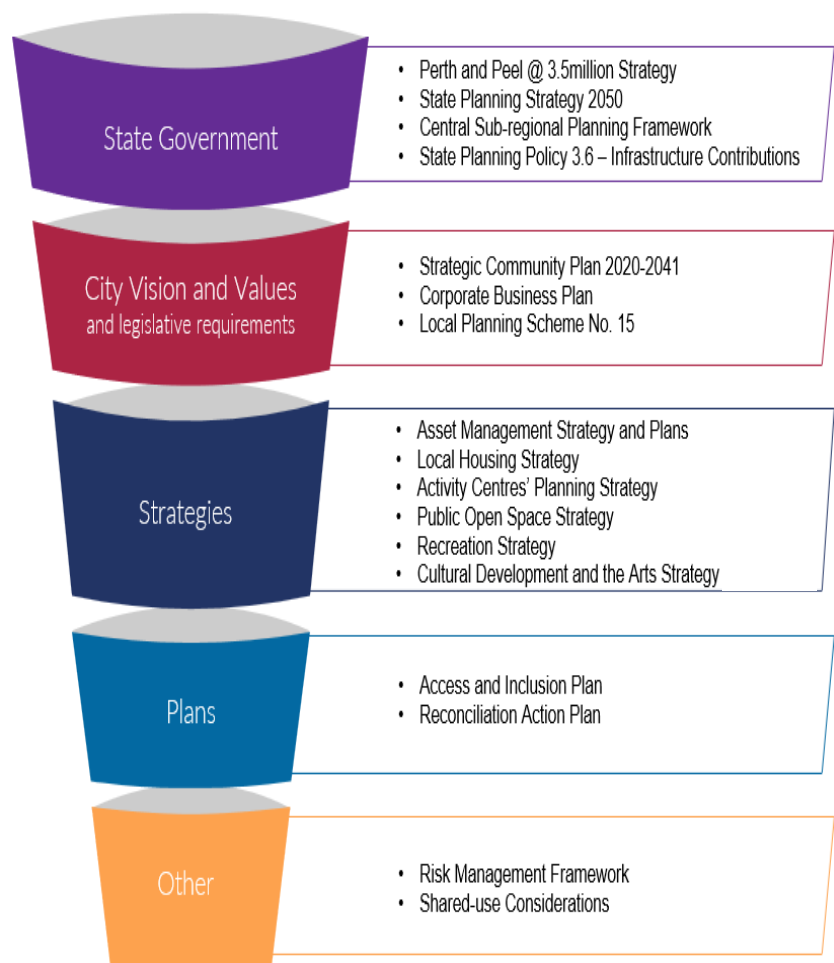 State Government
• Perth and Peel @ 3.5million Strategy
• State Planning Strategy 2050
• Central Sub-regional Planning Framework
• State Planning Policy 3.6 – Infrastructure Contributions
City Vision and Values
and legislative requirements
• Strategic Community Plan 2020-2041
• Corporate Business Plan
• Local Planning Scheme No. 15
Strategies
• Asset Management Strategy and Plans
• Local Housing Strategy
• Activity Centres’ Planning Strategy
• Public Open Space Strategy
• Recreation Strategy
• Cultural Development and the Arts Strategy
Plans
• Access and Inclusion Plan
• Reconciliation Action Plan
Other
• Risk Management Framework
• Shared-use Considerations